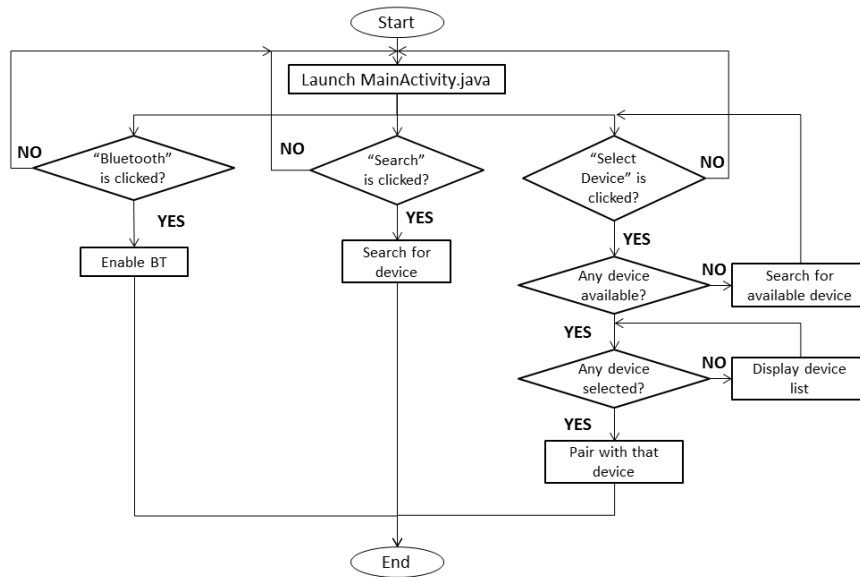 Start
Launch MainActivity.java
NO
“Bluetooth”
is clicked?
YES
Enable BT
NO
“Search”
is clicked?
YES
Search for
device
“Select
Device” is
clicked?
NO
YES
Any device
available?
NO
Search for
available device
YES
Any device
selected?
NO
Display device
list
YES
Pair with that
device
End